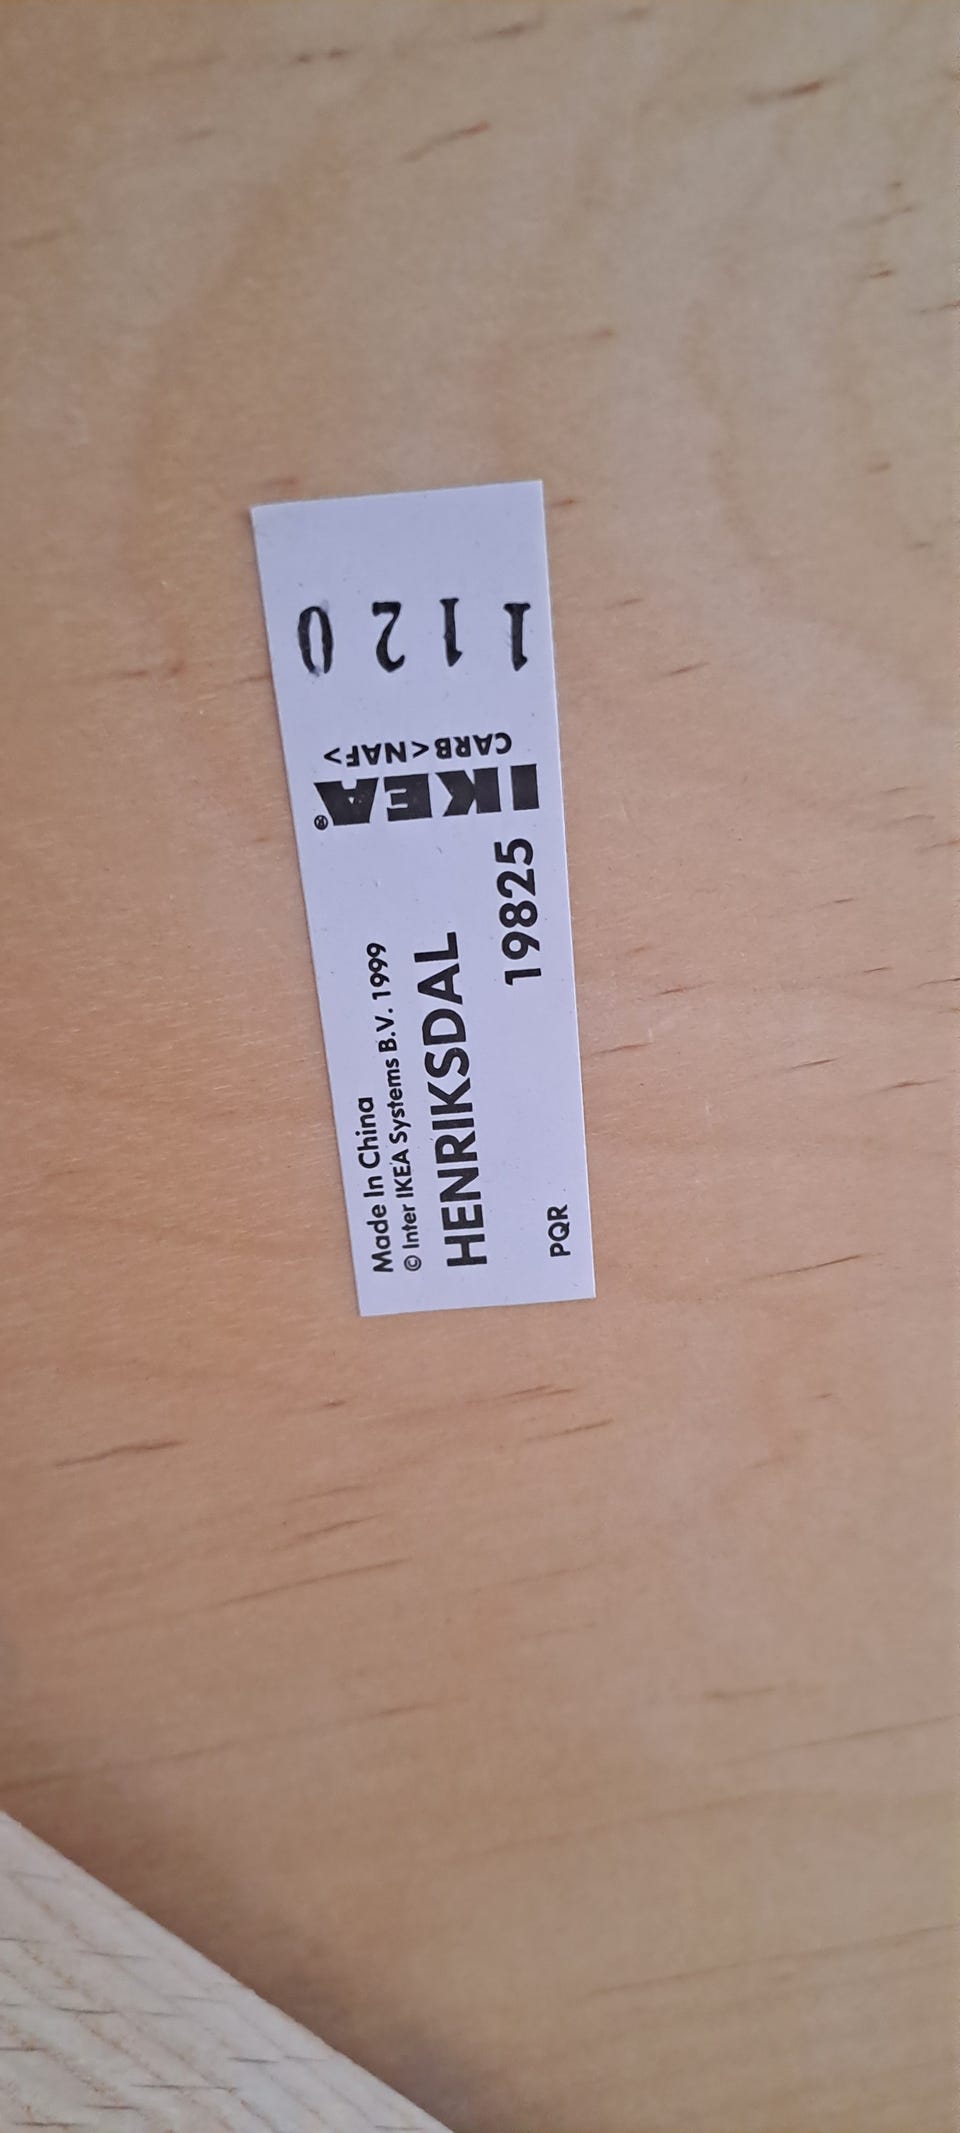 Made In China
© Inter IKEA Systems B.V. 1999
HENRIKSDAL
19825
PQR
IKEA®
CARB<NAF>
1120